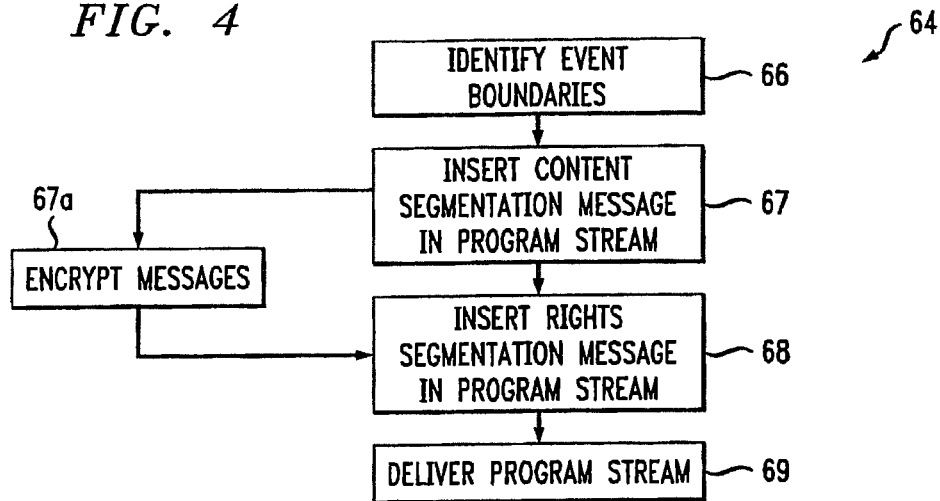 FIG. 4
64
IDENTIFY EVENT
BOUNDARIES
66
INSERT CONTENT
SEGMENTATION MESSAGE
IN PROGRAM STREAM
67
67a
ENCRYPT MESSAGES
INSERT RIGHTS
SEGMENTATION MESSAGE
IN PROGRAM STREAM
68
DELIVER PROGRAM STREAM
69